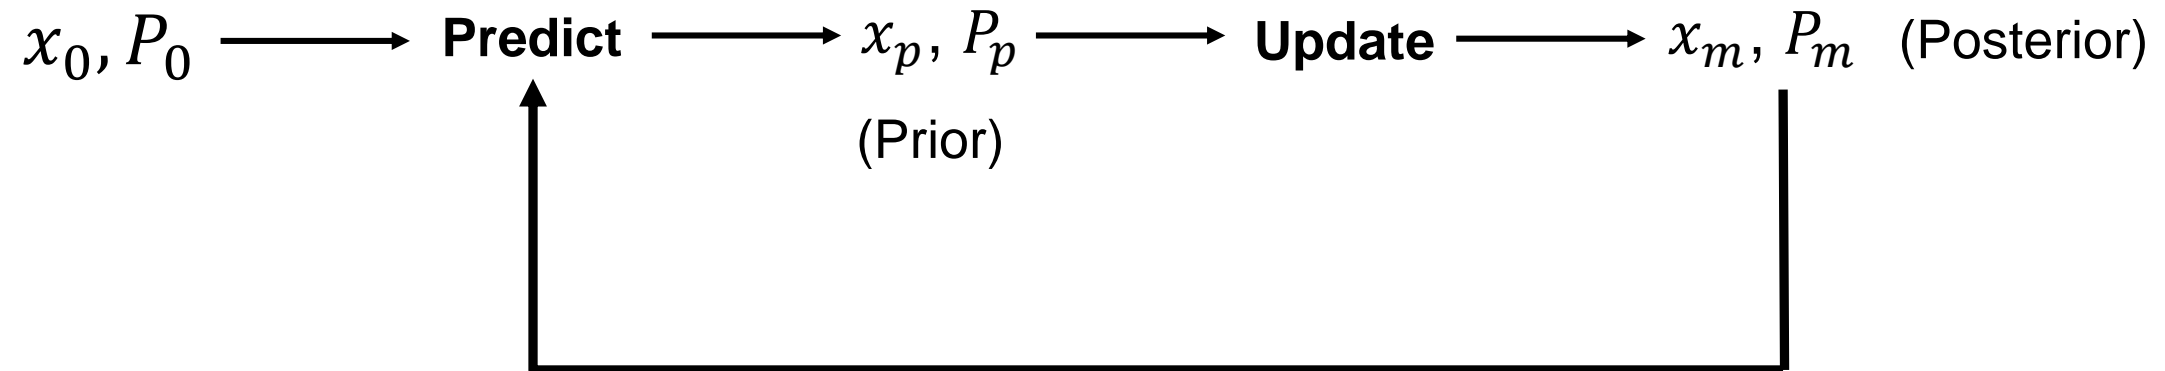 x₀, P₀ Predict xₚ, Pₚ Update xₘ, Pₘ (Posterior)
(Prior)